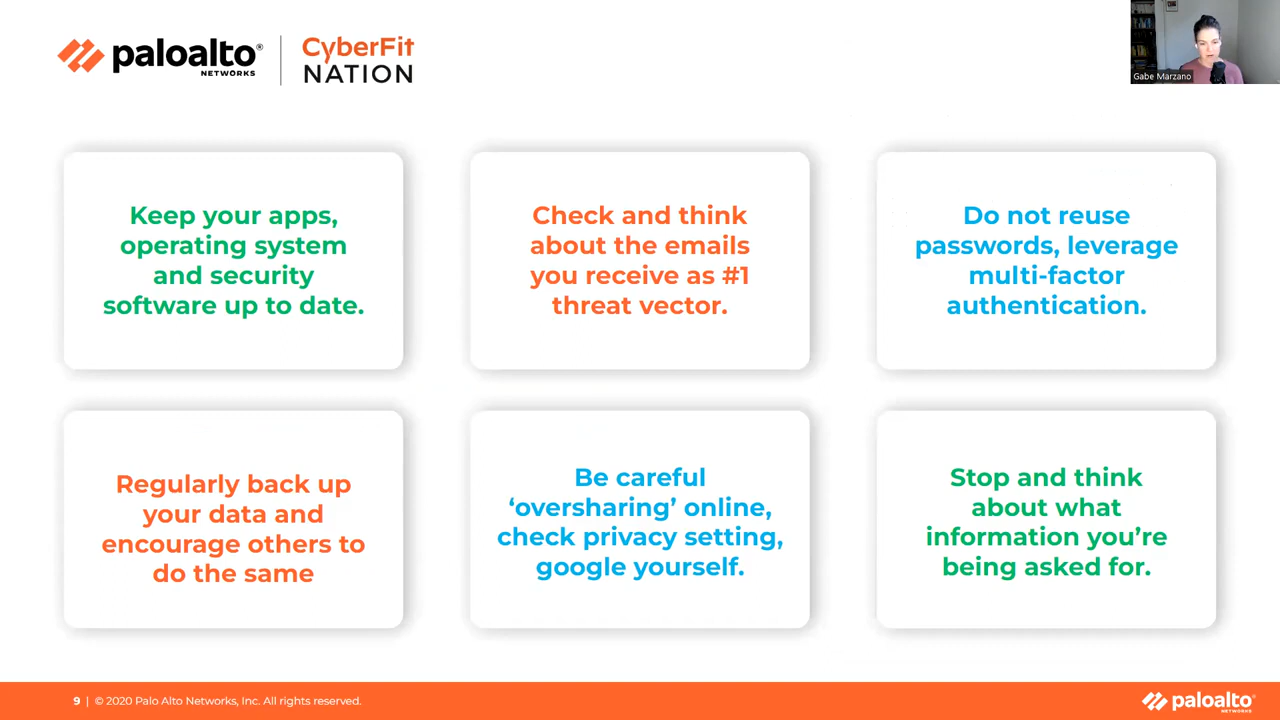 paloalto®
NETWORKS
CyberFit
NATION
Gabe Marzano
Keep your apps,
operating system
and security
software up to date.
Check and think
about the emails
you receive as #1
threat vector.
Do not reuse
passwords, leverage
multi-factor
authentication.
Regularly back up
your data and
encourage others to
do the same
Be careful
‘oversharing’ online,
check privacy setting,
google yourself.
Stop and think
about what
information you’re
being asked for.
9 | © 2020 Palo Alto Networks, Inc. All rights reserved.
paloalto
NETWORKS